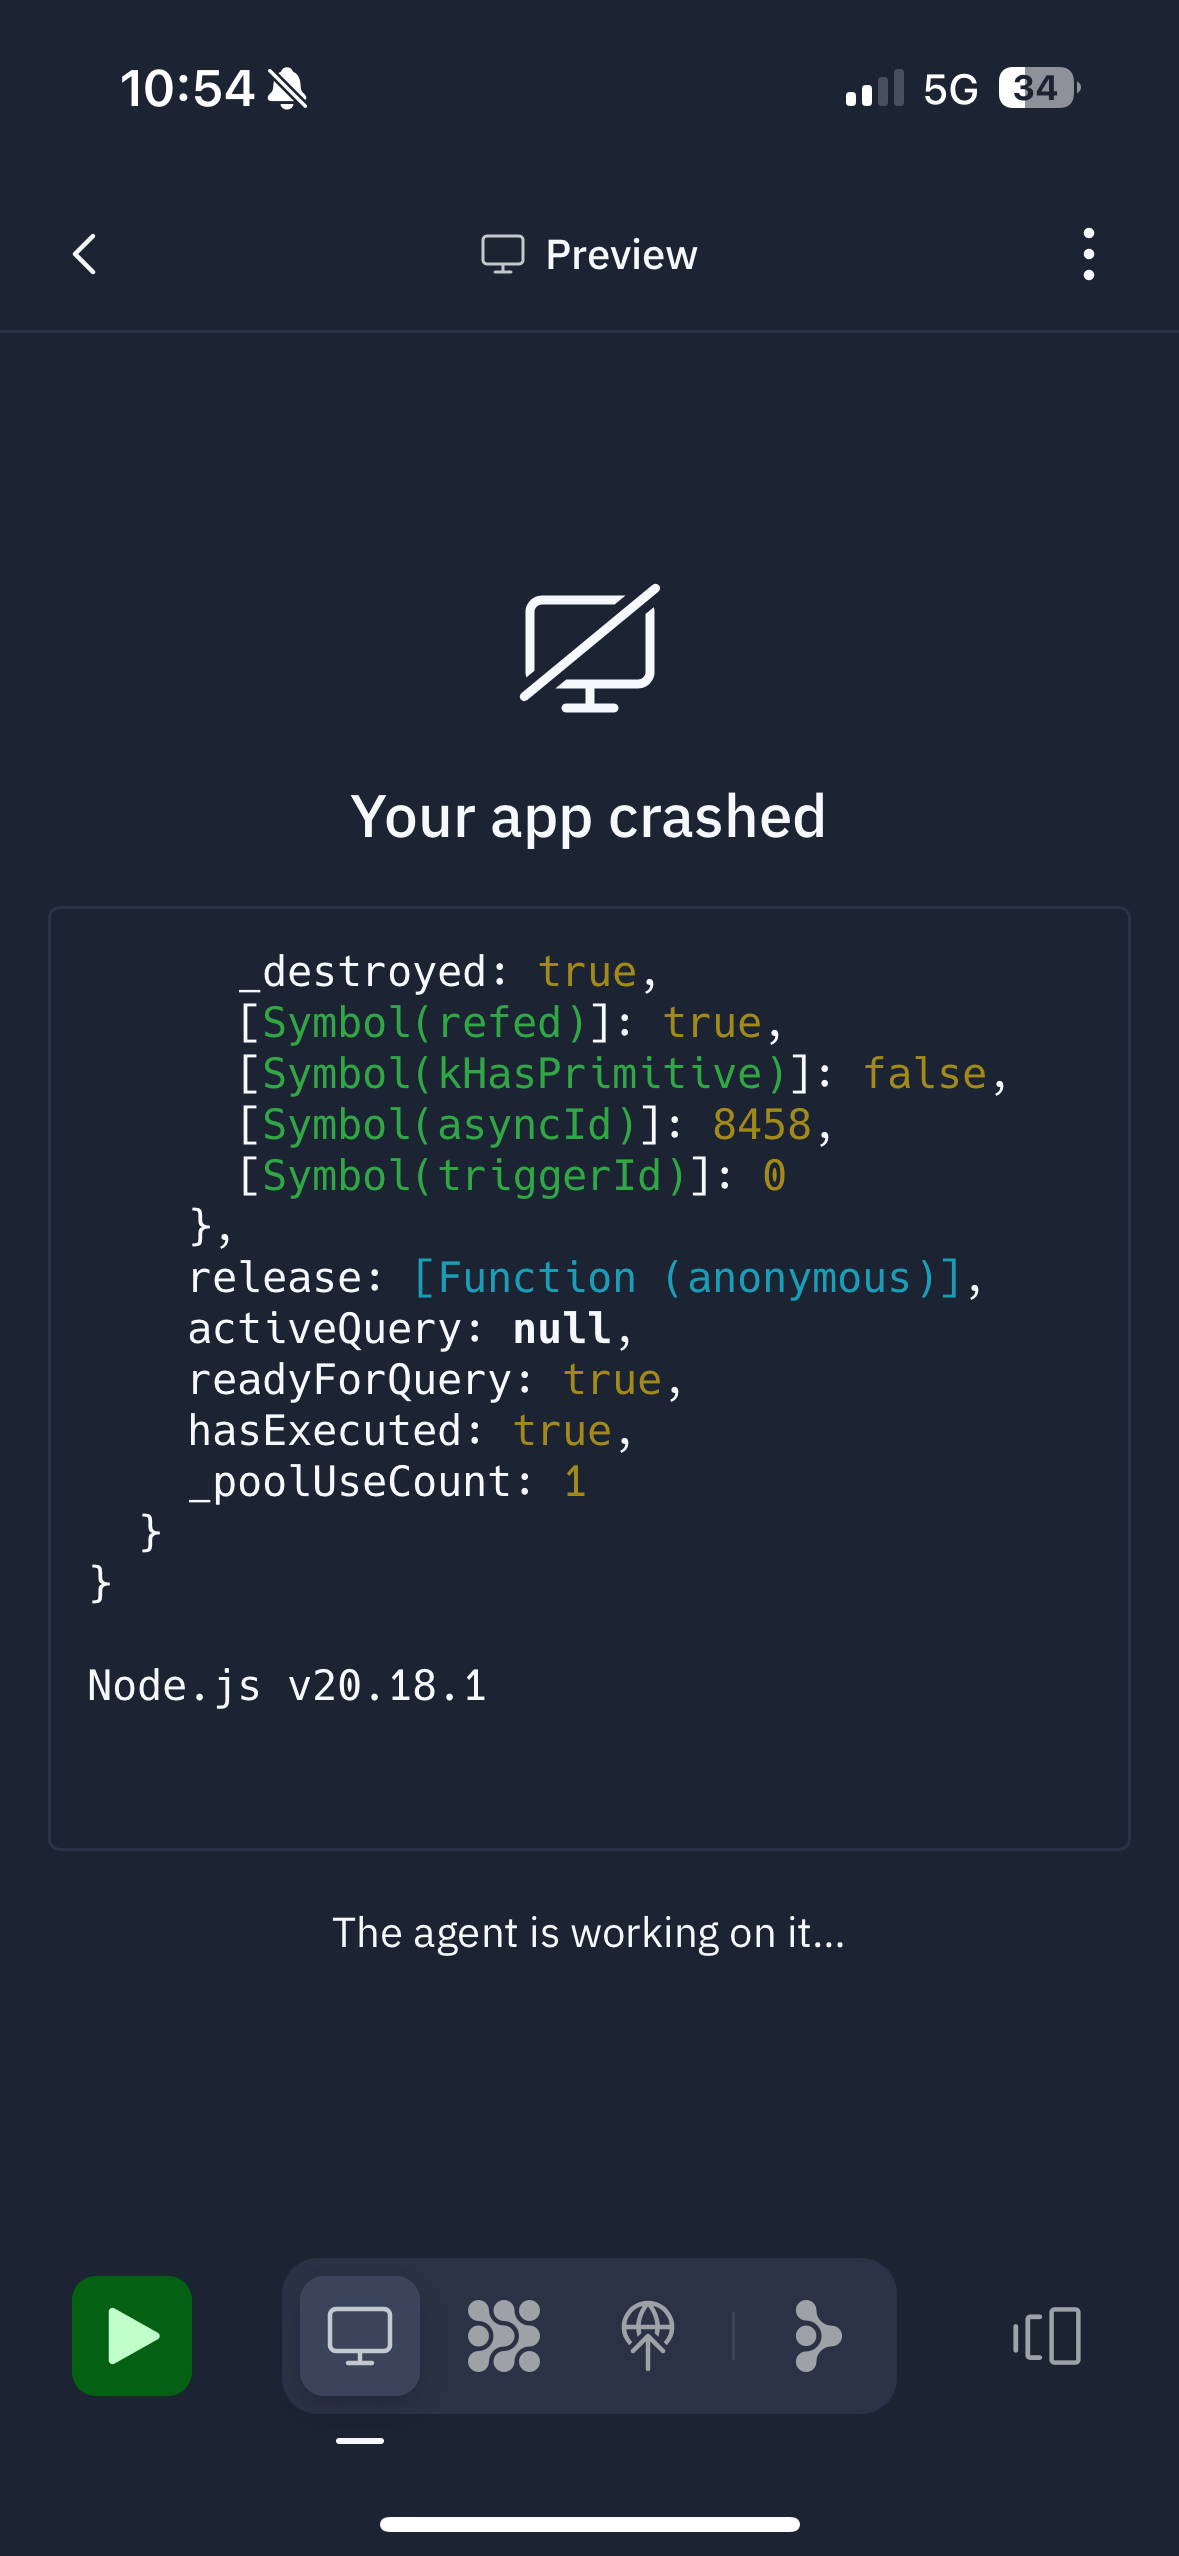 10:54
5G
34
Preview
Your app crashed
_destroyed: true,
[Symbol(refed)]: true,
[Symbol(kHasPrimitive)]: false,
[Symbol(asyncId)]: 8458,
[Symbol(triggerId)]: 0
},
release: [Function (anonymous)],
activeQuery: null,
readyForQuery: true,
hasExecuted: true,
_poolUseCount: 1
}
}
Node.js v20.18.1
The agent is working on it...